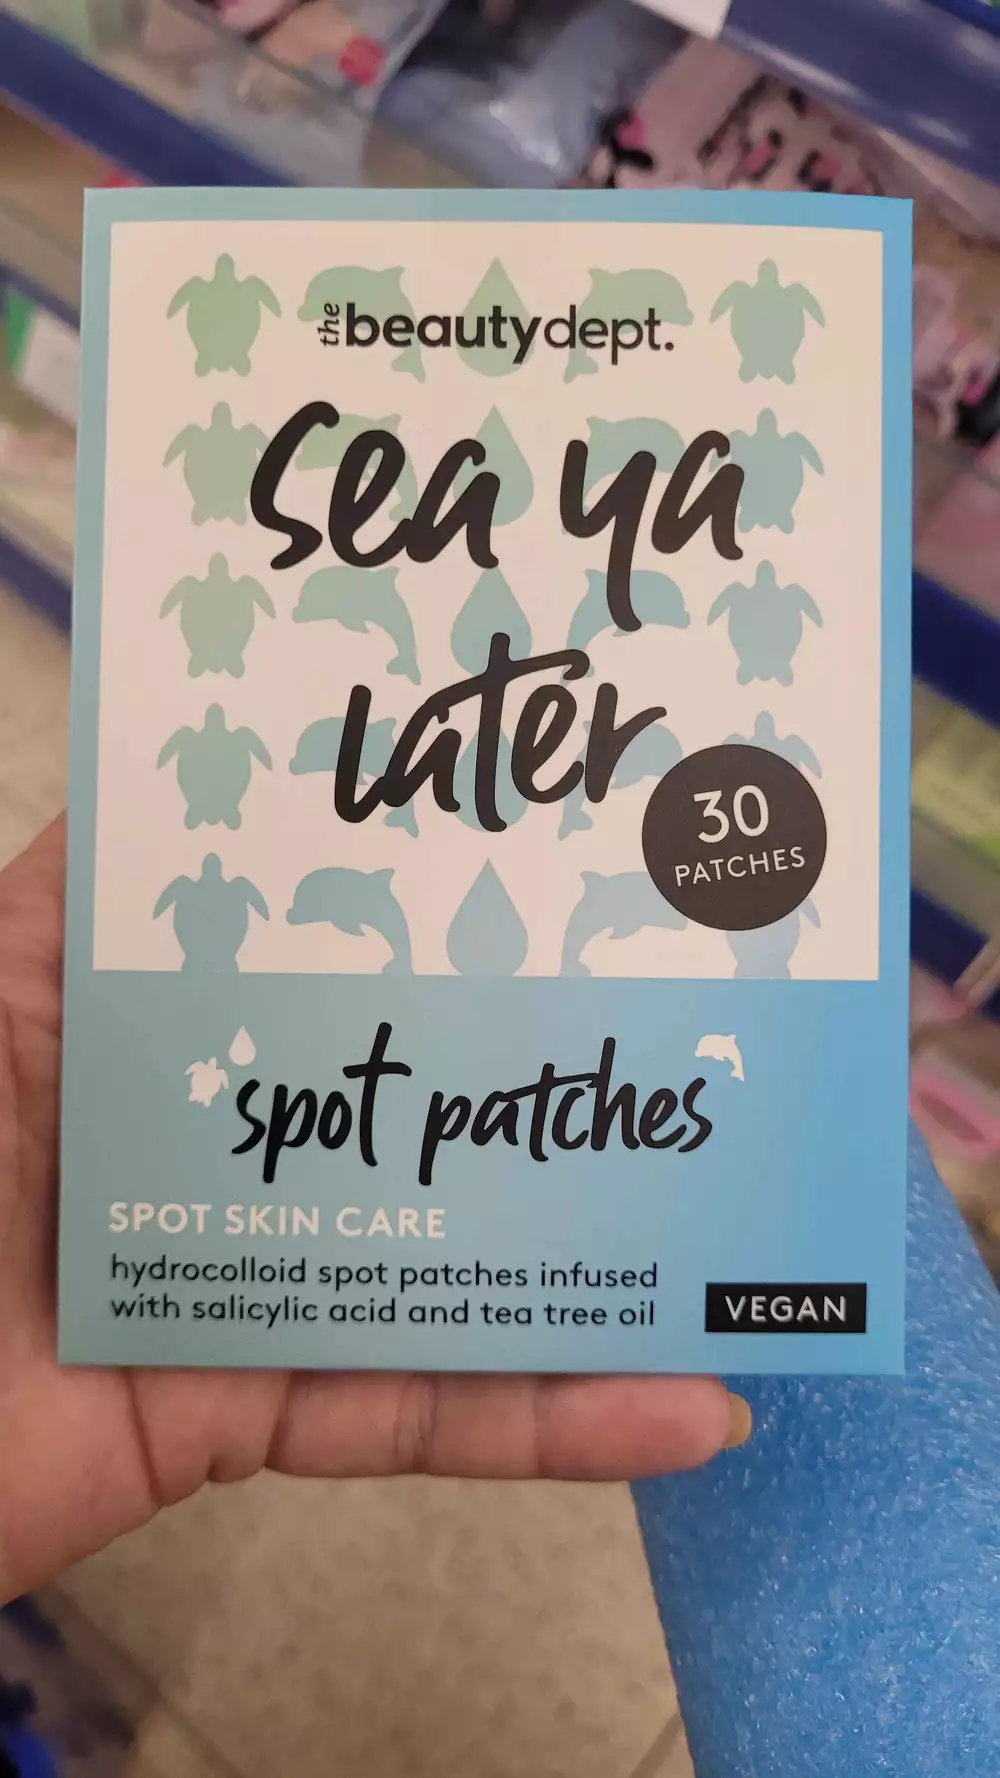 the beautydept.
sea ya
later
30
PATCHES
spot patches
SPOT SKIN CARE
hydrocolloid spot patches infused
with salicylic acid and tea tree oil
VEGAN